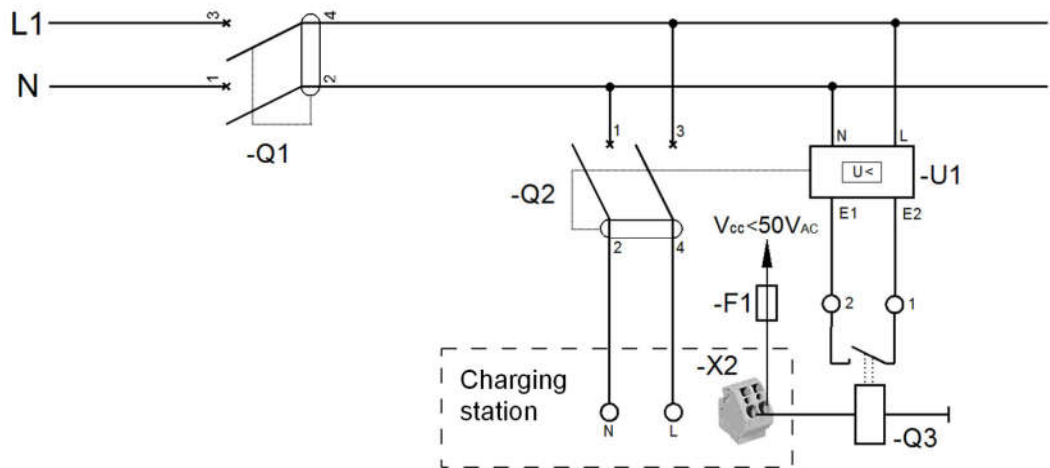 L1
3
4
N
1
2
-Q1
1
3
N
L
-Q2
U<
-U1
2
4
E1
E2
Vcc<50VAC
-F1
2
1
-X2
Charging
station
N
L
-Q3